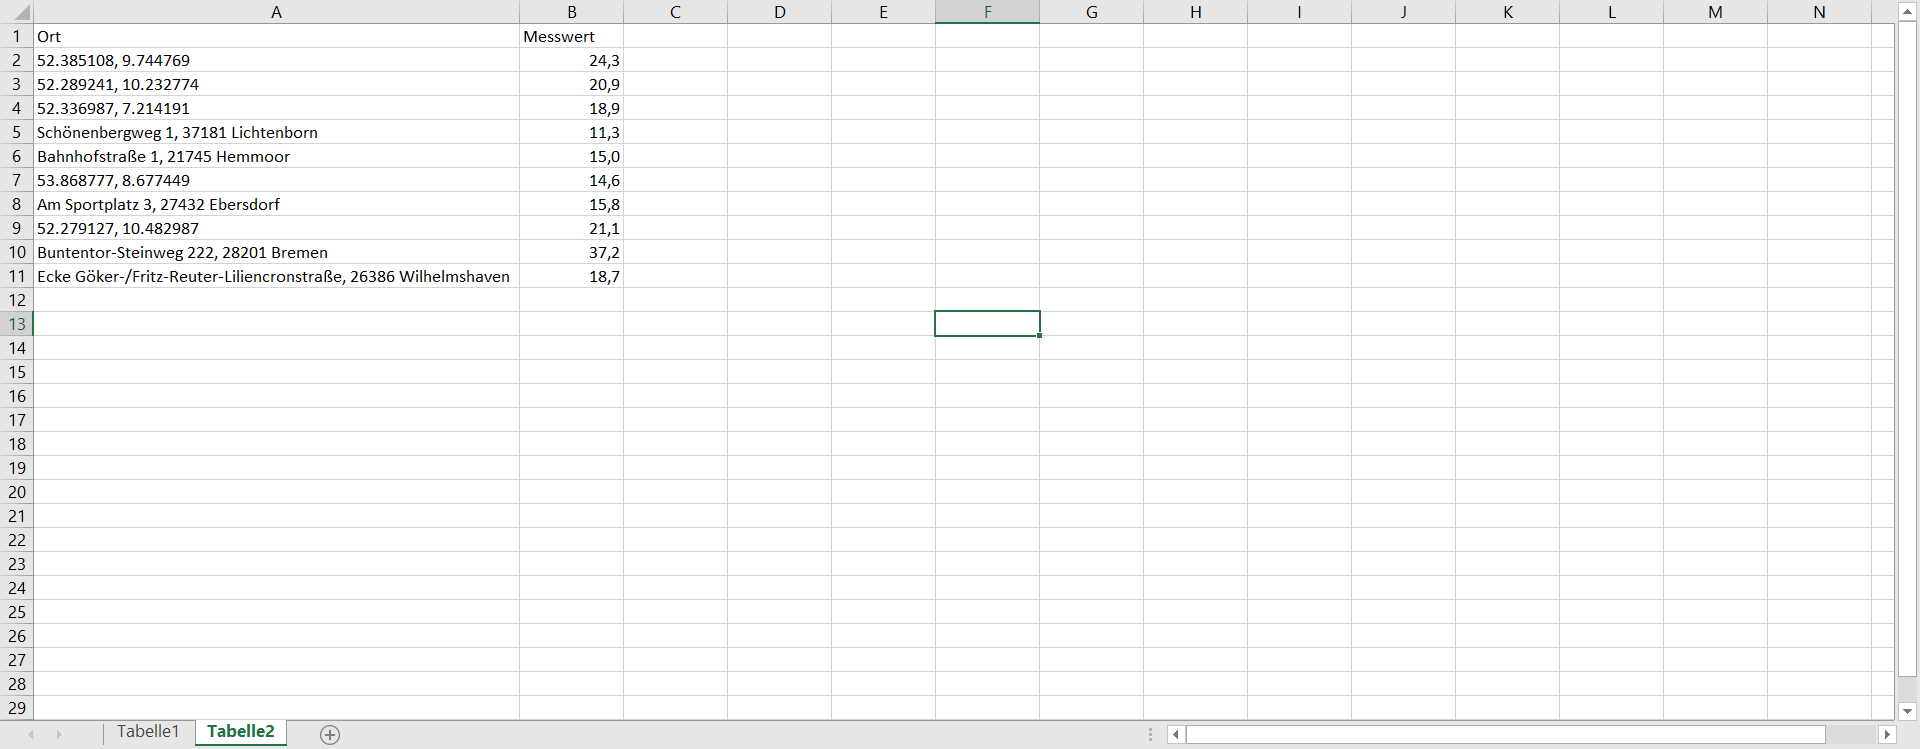 A B C D E F G H I J K L M N
1 Ort Messwert
2 52.385108, 9.744769 24,3
3 52.289241, 10.232774 20,9
4 52.336987, 7.214191 18,9
5 Schönenbergweg 1, 37181 Lichtenborn 11,3
6 Bahnhofstraße 1, 21745 Hemmoor 15,0
7 53.868777, 8.677449 14,6
8 Am Sportplatz 3, 27432 Ebersdorf 15,8
9 52.279127, 10.482987 21,1
10 Buntentor-Steinweg 222, 28201 Bremen 37,2
11 Ecke Göker-/Fritz-Reuter-Liliencronstraße, 26386 Wilhelmshaven 18,7
12
13
14
15
16
17
18
19
20
21
22
23
24
25
26
27
28
29
Tabelle1 Tabelle2